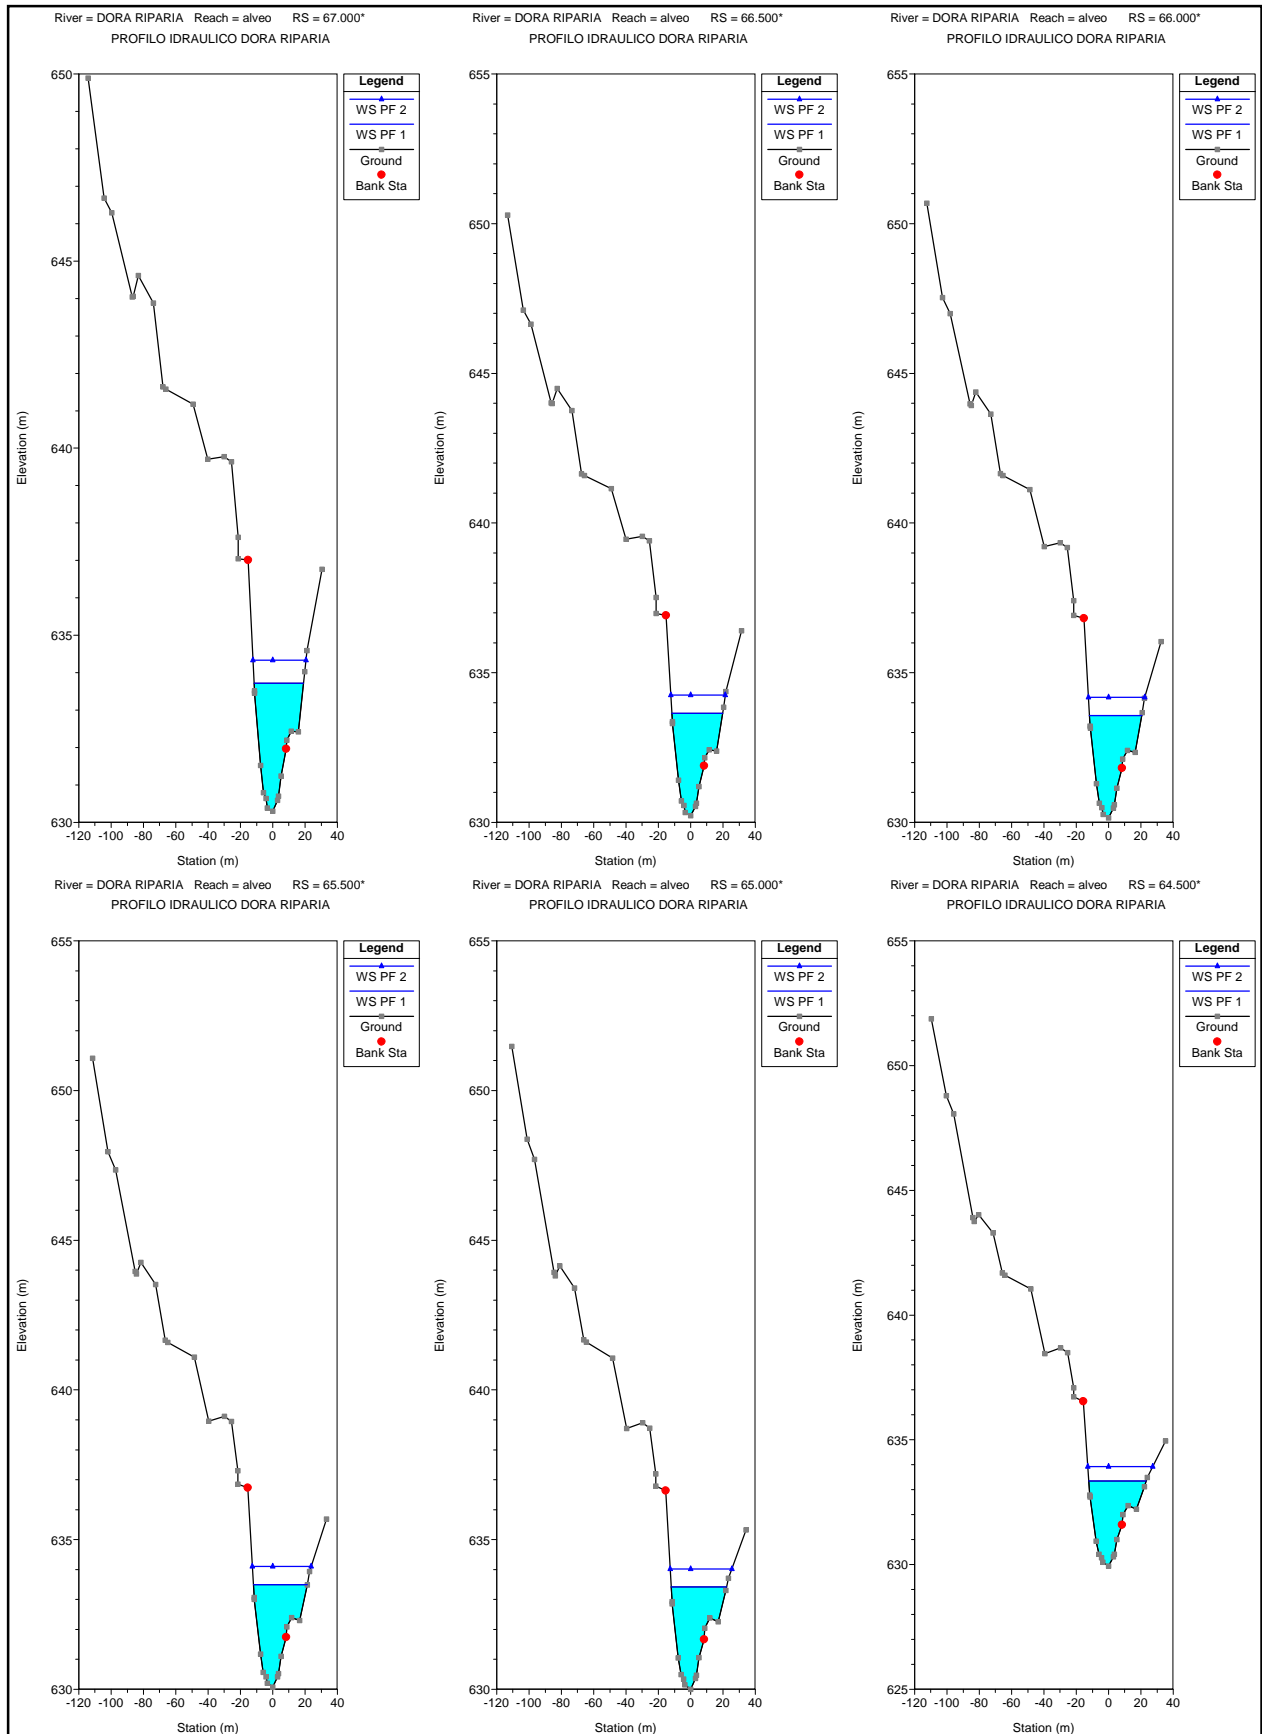 River = DORA RIPARIA Reach = alveo RS = 67.000*
PROFILO IDRAULICO DORA RIPARIA
650
645
640
635
630
-120 -100 -80 -60 -40 -20 0 20 40
Station (m)
Elevation (m)
Legend
WS PF 2
WS PF 1
Ground
Bank Sta
River = DORA RIPARIA Reach = alveo RS = 66.500*
PROFILO IDRAULICO DORA RIPARIA
655
650
645
640
635
630
-120 -100 -80 -60 -40 -20 0 20 40
Station (m)
Elevation (m)
Legend
WS PF 2
WS PF 1
Ground
Bank Sta
River = DORA RIPARIA Reach = alveo RS = 66.000*
PROFILO IDRAULICO DORA RIPARIA
655
650
645
640
635
630
-120 -100 -80 -60 -40 -20 0 20 40
Station (m)
Elevation (m)
Legend
WS PF 2
WS PF 1
Ground
Bank Sta
River = DORA RIPARIA Reach = alveo RS = 65.500*
PROFILO IDRAULICO DORA RIPARIA
655
650
645
640
635
630
-120 -100 -80 -60 -40 -20 0 20 40
Station (m)
Elevation (m)
Legend
WS PF 2
WS PF 1
Ground
Bank Sta
River = DORA RIPARIA Reach = alveo RS = 65.000*
PROFILO IDRAULICO DORA RIPARIA
655
650
645
640
635
630
-120 -100 -80 -60 -40 -20 0 20 40
Station (m)
Elevation (m)
Legend
WS PF 2
WS PF 1
Ground
Bank Sta
River = DORA RIPARIA Reach = alveo RS = 64.500*
PROFILO IDRAULICO DORA RIPARIA
655
650
645
640
635
630
625
-120 -100 -80 -60 -40 -20 0 20 40
Station (m)
Elevation (m)
Legend
WS PF 2
WS PF 1
Ground
Bank Sta